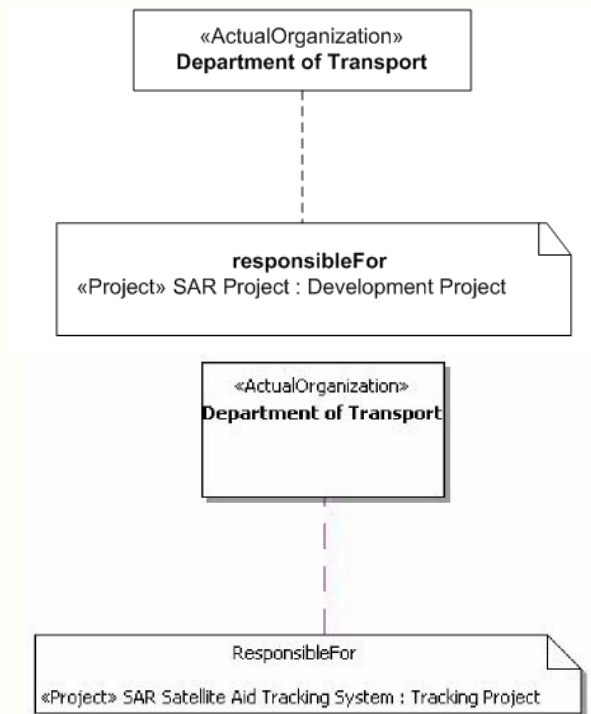 «ActualOrganization»
Department of Transport
responsibleFor
«Project» SAR Project : Development Project
«ActualOrganization»
Department of Transport
ResponsibleFor
«Project» SAR Satellite Aid Tracking System : Tracking Project